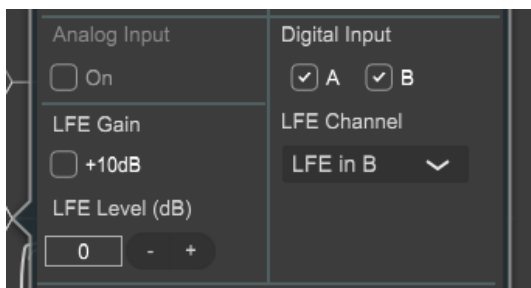 Analog Input
On
LFE Gain
+10dB
LFE Level (dB)
0 - +
Digital Input
A B
LFE Channel
LFE in B